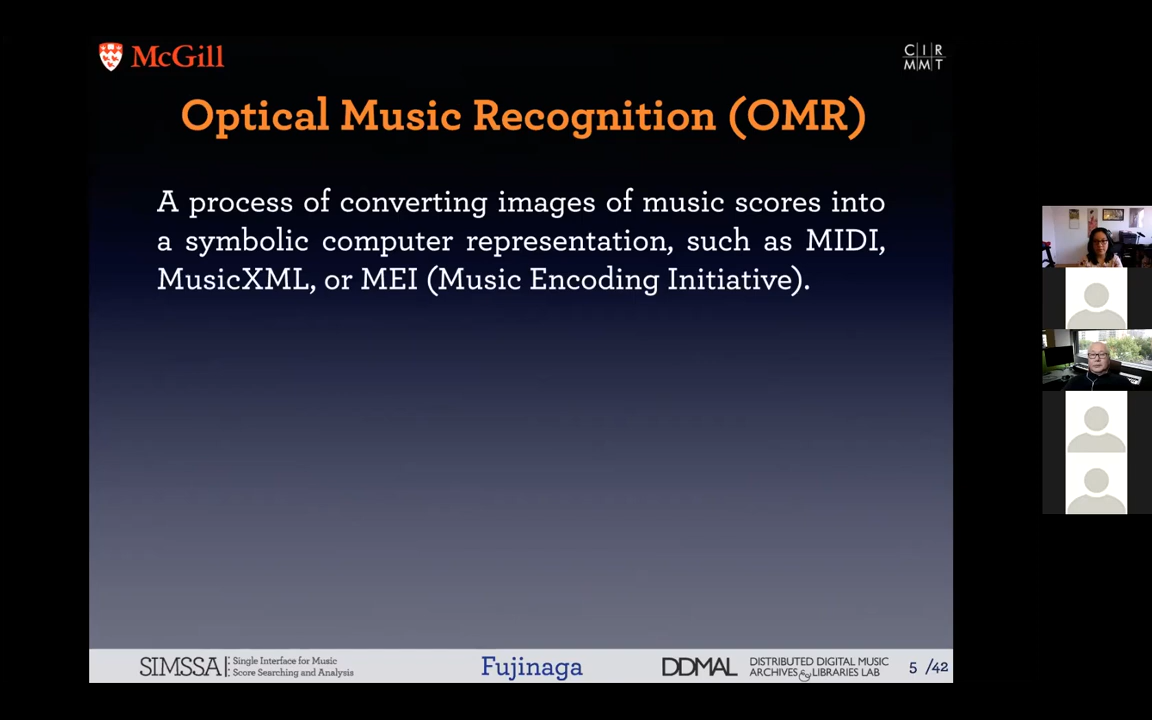 McGill
C I R
M M T
Optical Music Recognition (OMR)
A process of converting images of music scores into
a symbolic computer representation, such as MIDI,
MusicXML, or MEI (Music Encoding Initiative).
SIMSSA
Single Interface for Music
Score Searching and Analysis
Fujinaga
DDMAL
DISTRIBUTED DIGITAL MUSIC
ARCHIVES & LIBRARIES LAB
5 /42